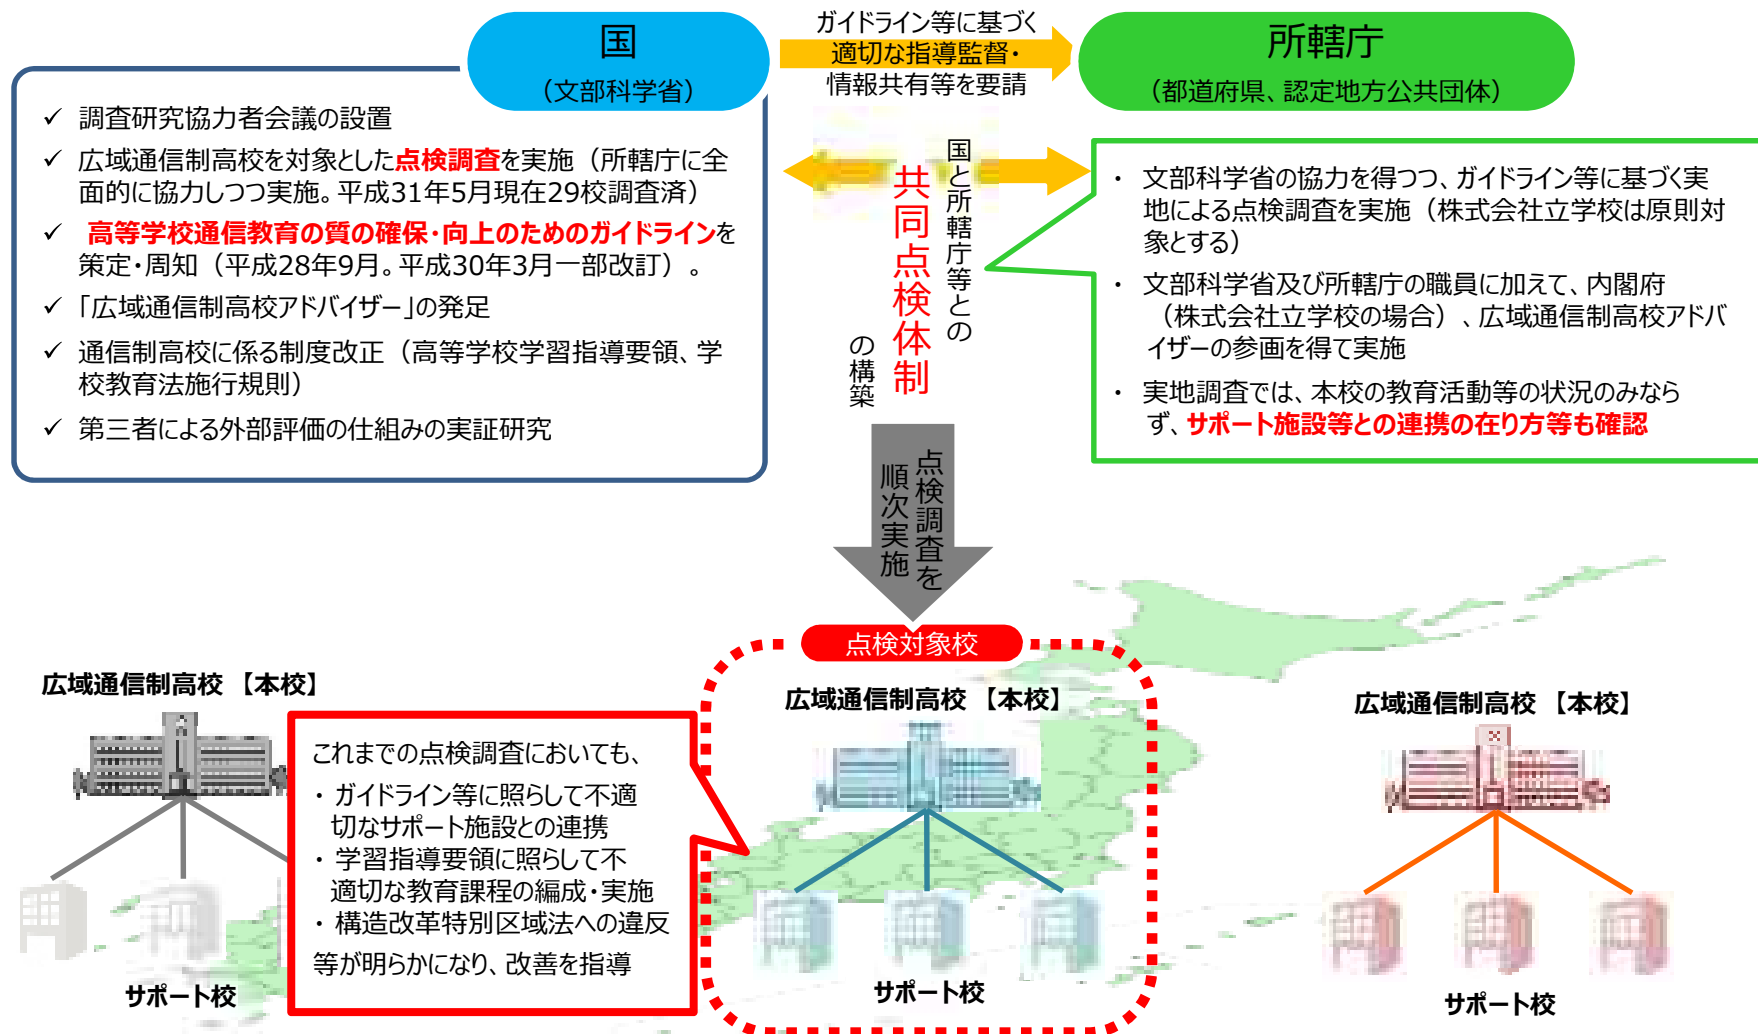 国
（文部科学省）
ガイドライン等に基づく
適切な指導監督・
情報共有等を要請
所轄庁
（都道府県、認定地方公共団体）
✓ 調査研究協力者会議の設置
✓ 広域通信制高校を対象とした点検調査を実施（所轄庁に全
面的に協力しつつ実施。平成31年5月現在29校調査済）
✓ 高等学校通信教育の質の確保・向上のためのガイドラインを
策定・周知（平成28年9月。平成30年3月一部改訂）。
✓ 「広域通信制高校アドバイザー」の発足
✓ 通信制高校に係る制度改正（高等学校学習指導要領、学
校教育法施行規則）
✓ 第三者による外部評価の仕組みの実証研究
国と所轄庁等との
共同点検体制
の構築
・ 文部科学省の協力を得つつ、ガイドライン等に基づく実
地による点検調査を実施（株式会社立学校は原則対
象とする）
・ 文部科学省及び所轄庁の職員に加えて、内閣府
（株式会社立学校の場合）、広域通信制高校アドバ
イザーの参画を得て実施
・ 実地調査では、本校の教育活動等の状況のみなら
ず、サポート施設等との連携の在り方等も確認
点検調査を
順次実施
点検対象校
広域通信制高校 【本校】
サポート校
これまでの点検調査においても、
・ ガイドライン等に照らして不適
切なサポート施設との連携
・ 学習指導要領に照らして不
適切な教育課程の編成・実施
・ 構造改革特別区域法への違反
等が明らかになり、改善を指導
広域通信制高校 【本校】
サポート校
広域通信制高校 【本校】
サポート校